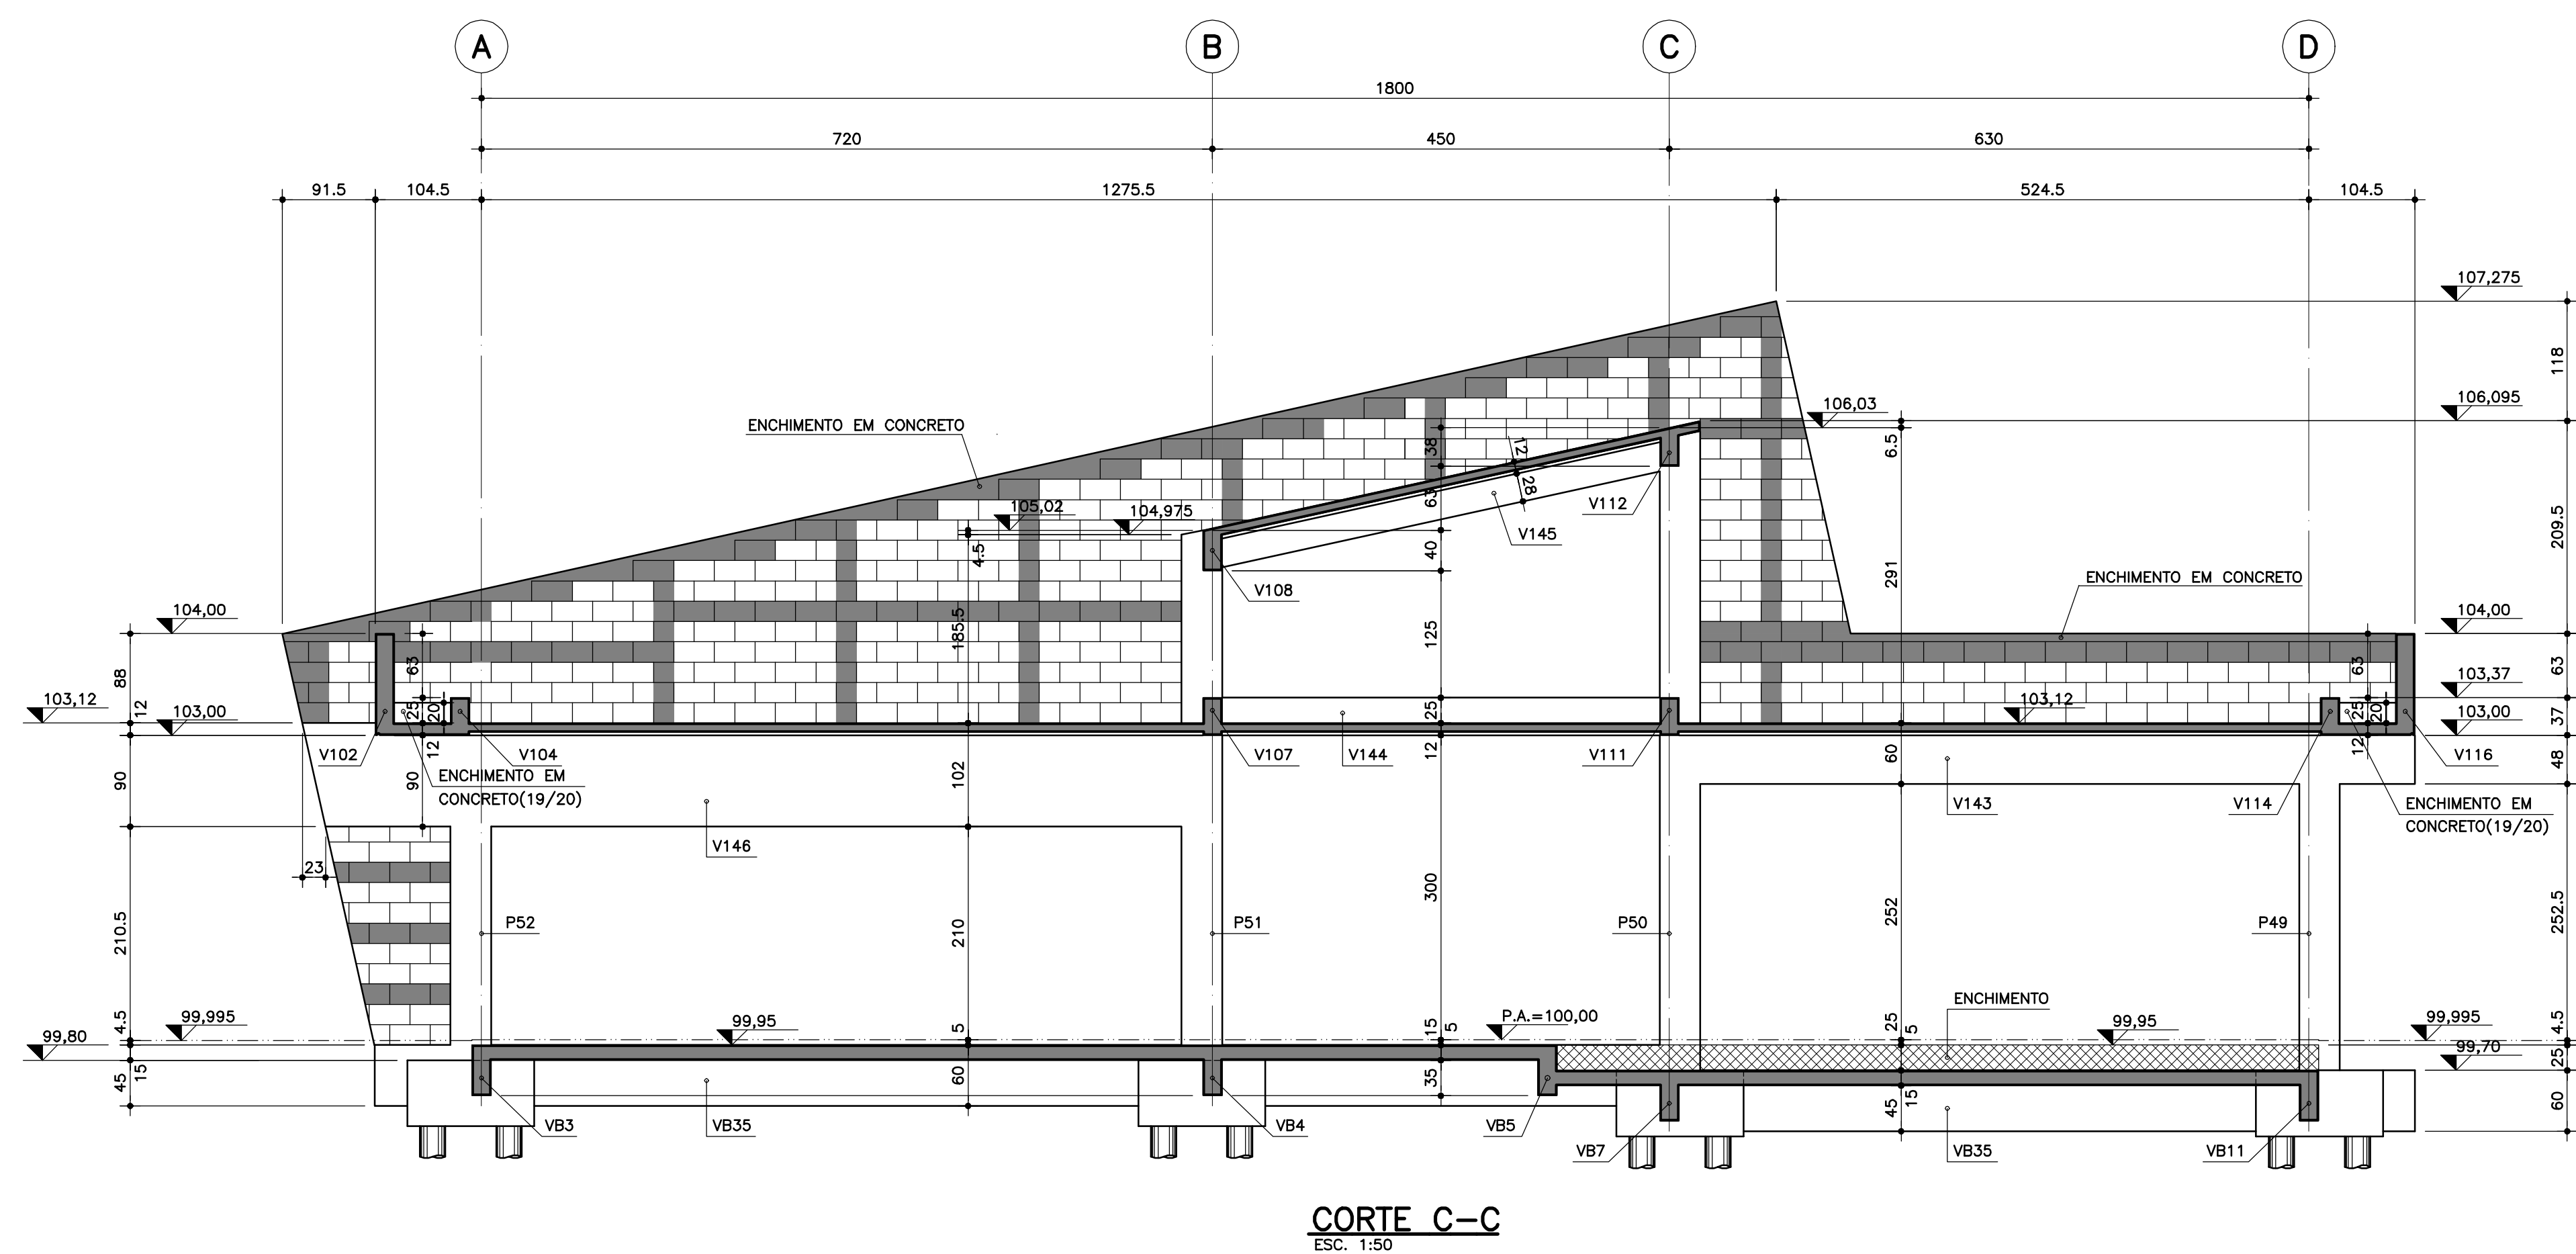 A B C D
1800
720 450 630
91.5 104.5 1275.5 524.5 104.5
107,275
118
106,03
106,095
6.5
ENCHIMENTO EM CONCRETO
38
12
28
63
V112
V145
105,02
104,975
4.5
40
V108
209.5
291
ENCHIMENTO EM CONCRETO
104,00
104,00
185.5
125
63
63
63
88
12
103,12
103,00
25
20
12
25
12
103,12
25
20
12
103,37
103,00
37
V102
V104
V107
V144
V111
V114
V116
ENCHIMENTO EM
CONCRETO(19/20)
90
90
102
60
48
V143
ENCHIMENTO EM
CONCRETO(19/20)
V146
23
300
210.5
210
252
252.5
P52
P51
P50
P49
ENCHIMENTO
99,995
4.5
99,80
99,95
5
15
5
P.A.=100,00
25
5
99,95
99,995
4.5
99,70
25
45
15
60
35
45
15
60
VB3
VB35
VB4
VB5
VB7
VB35
VB11
CORTE C-C
ESC. 1:50